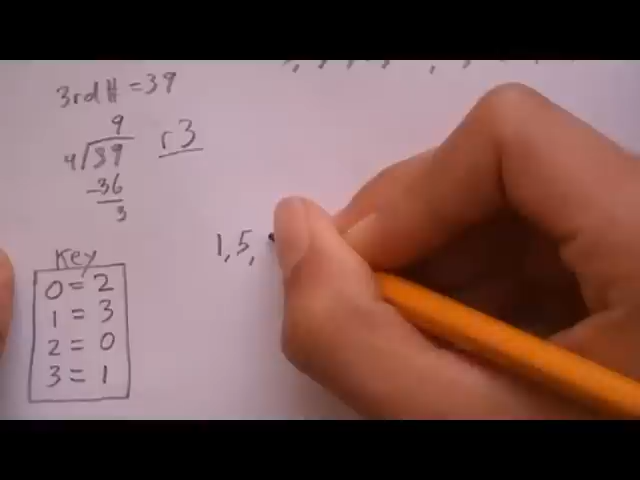 3rd # = 39
9 r3
4√39
-36
3
1, 5,
Key
0 = 2
1 = 3
2 = 0
3 = 1